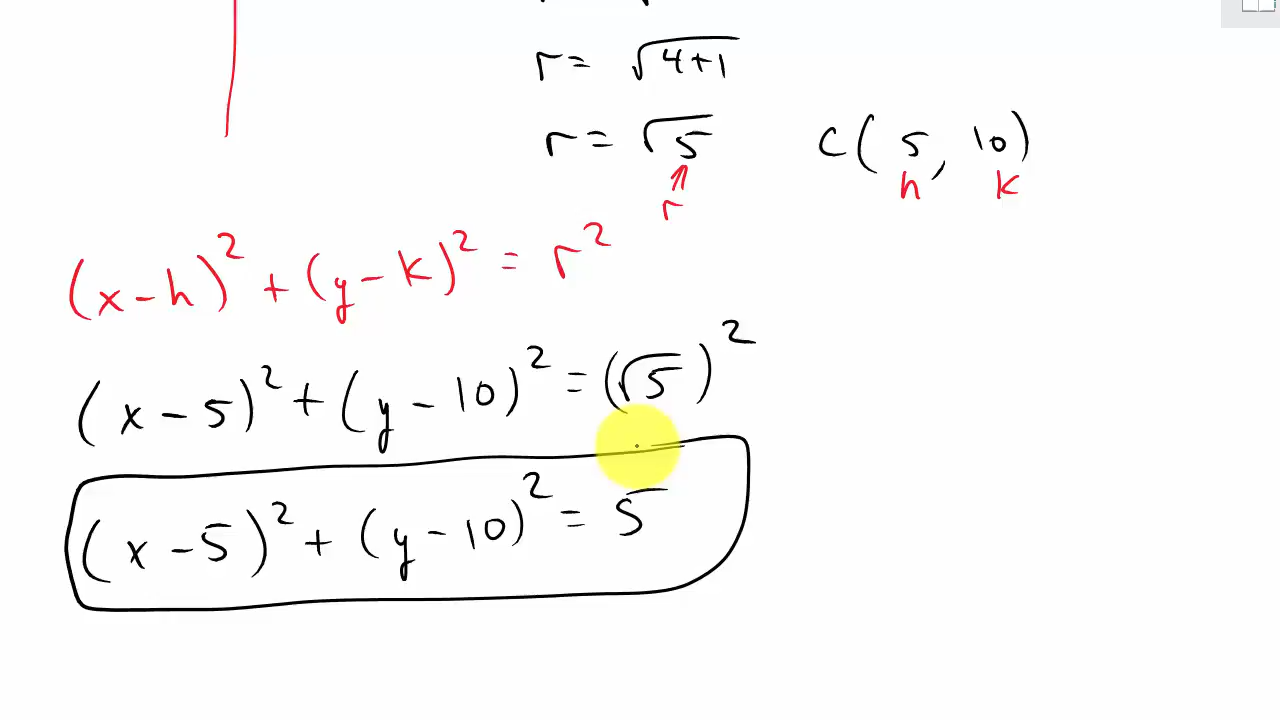 r = √4+1
r = √5 C(5, 10)
r h k
(x-h)² + (y-k)² = r²
(x-5)² + (y-10)² = (√5)²
(x-5)² + (y-10)² = 5